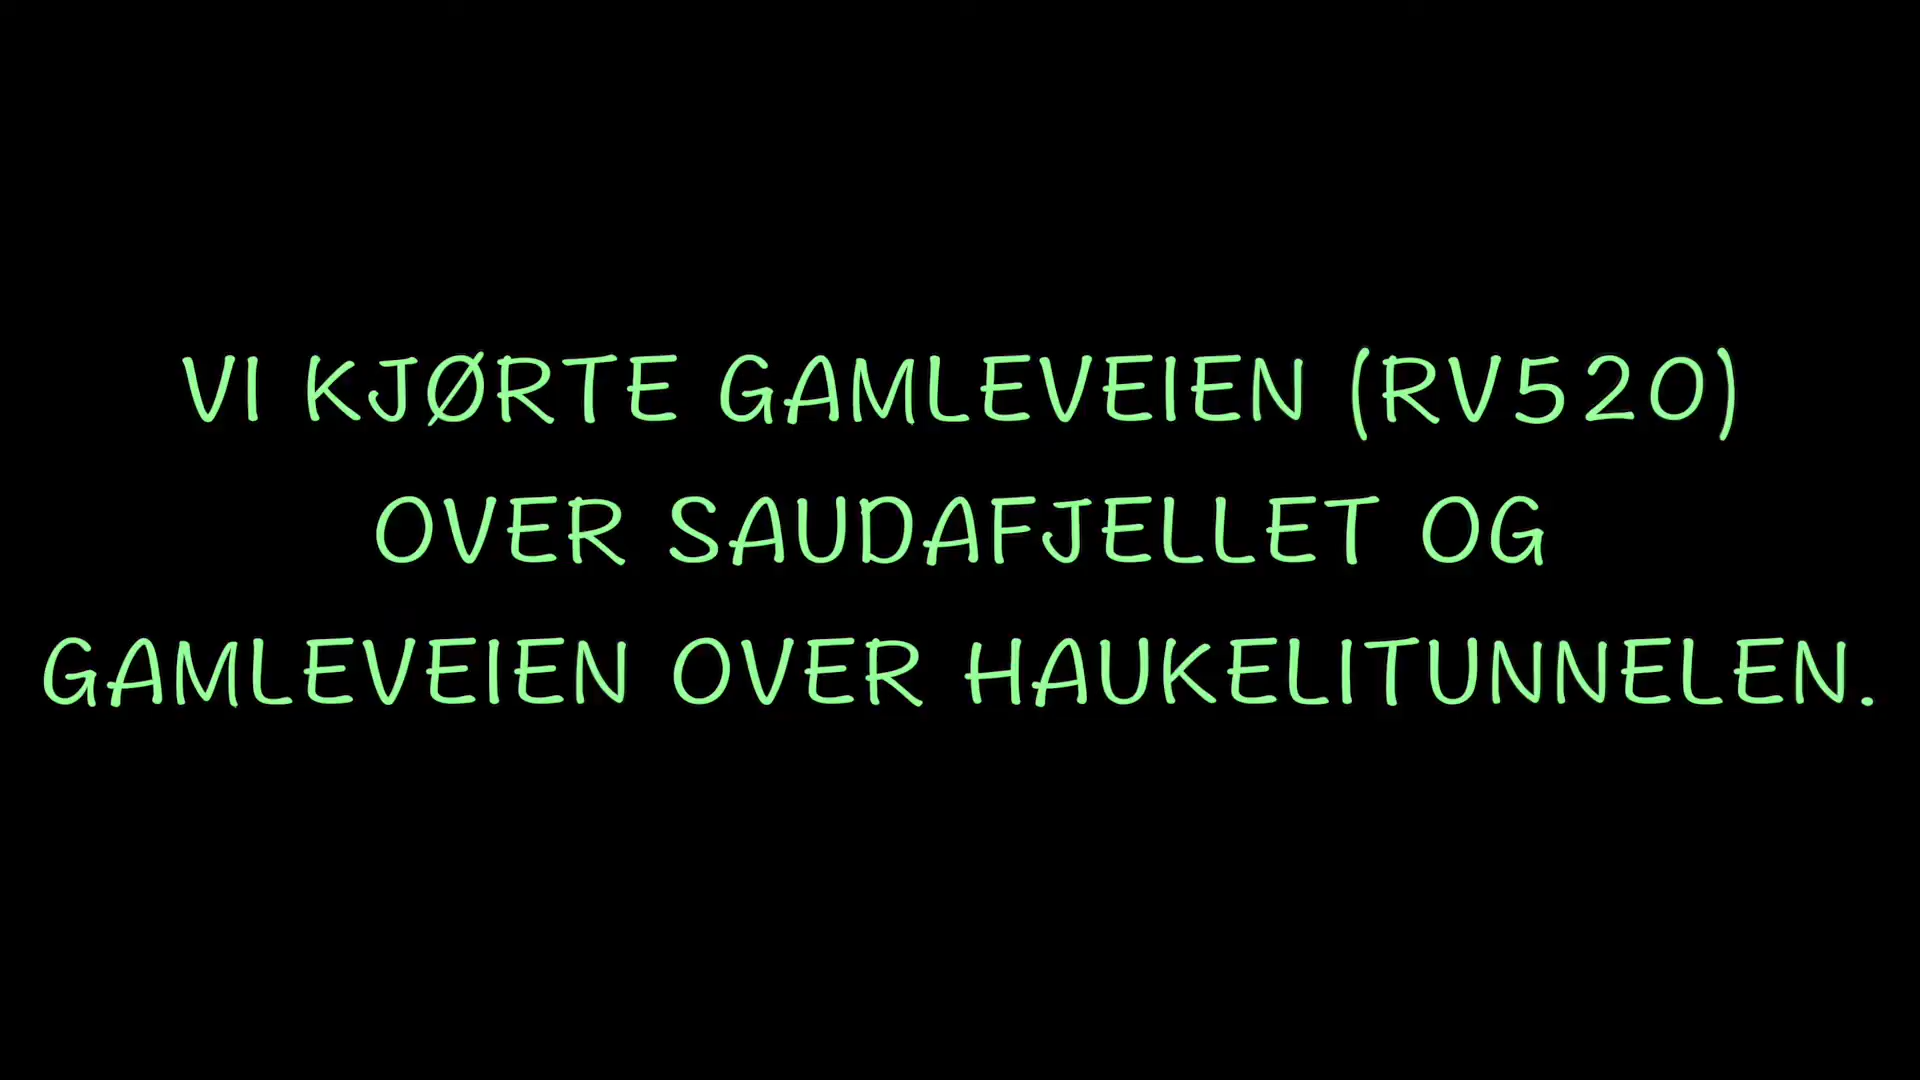 VI KJØRTE GAMLEVEIEN (RV520)
OVER SAUDAFJELLET OG
GAMLEVEIEN OVER HAUKELITUNNELEN.